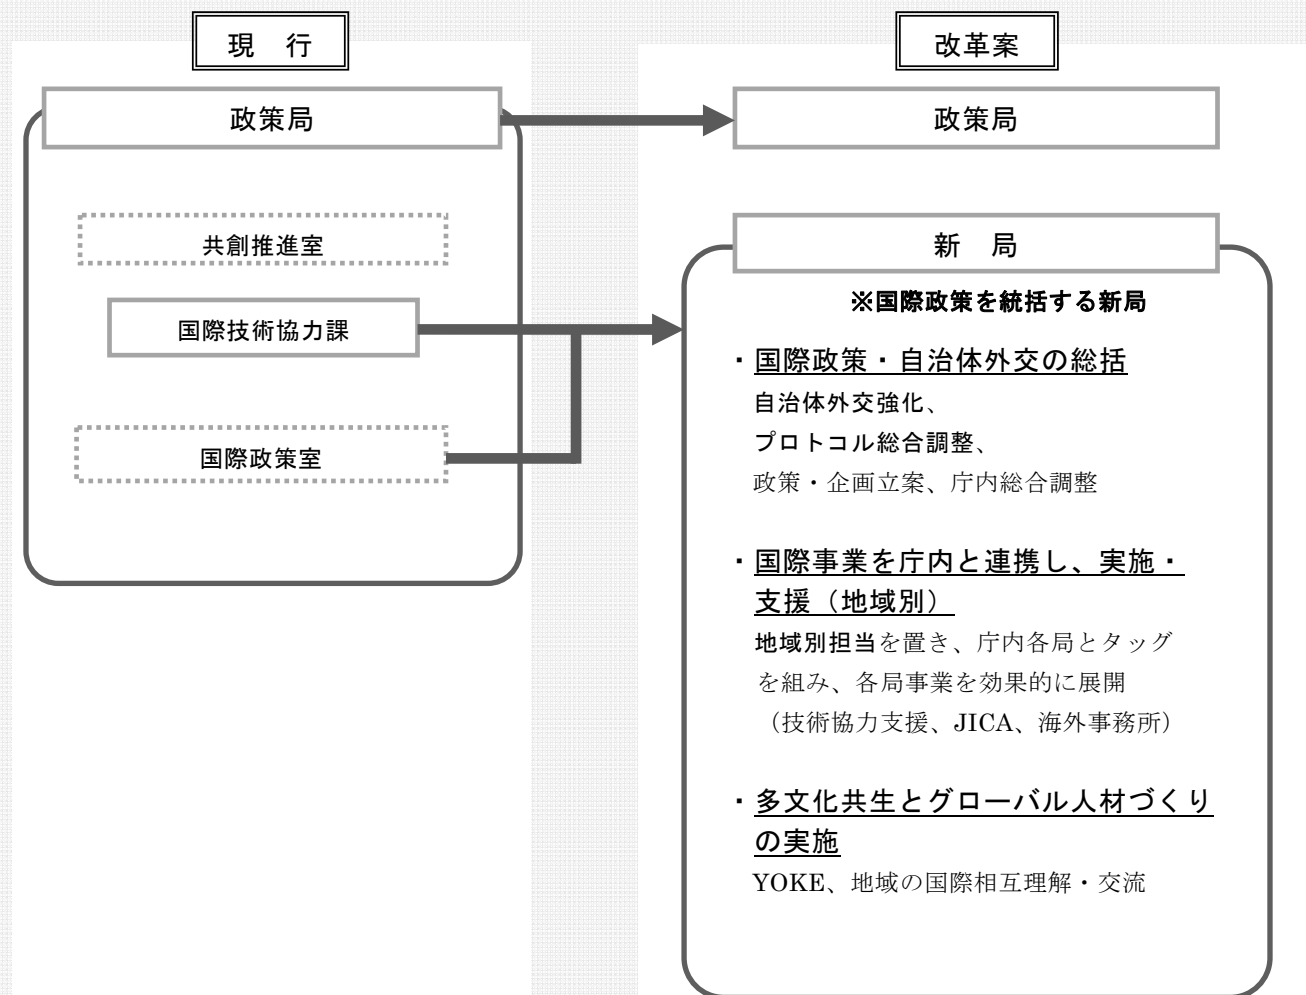 現　行
政策局
共創推進室
国際技術協力課
国際政策室
改革案
政策局
新　局
※国際政策を統括する新局
・国際政策・自治体外交の総括
自治体外交強化、
プロトコル総合調整、
政策・企画立案、庁内総合調整
・国際事業を庁内と連携し、実施・
支援（地域別）
地域別担当を置き、庁内各局とタッグ
を組み、各局事業を効果的に展開
（技術協力支援、JICA、海外事務所）
・多文化共生とグローバル人材づくり
の実施
YOKE、地域の国際相互理解・交流